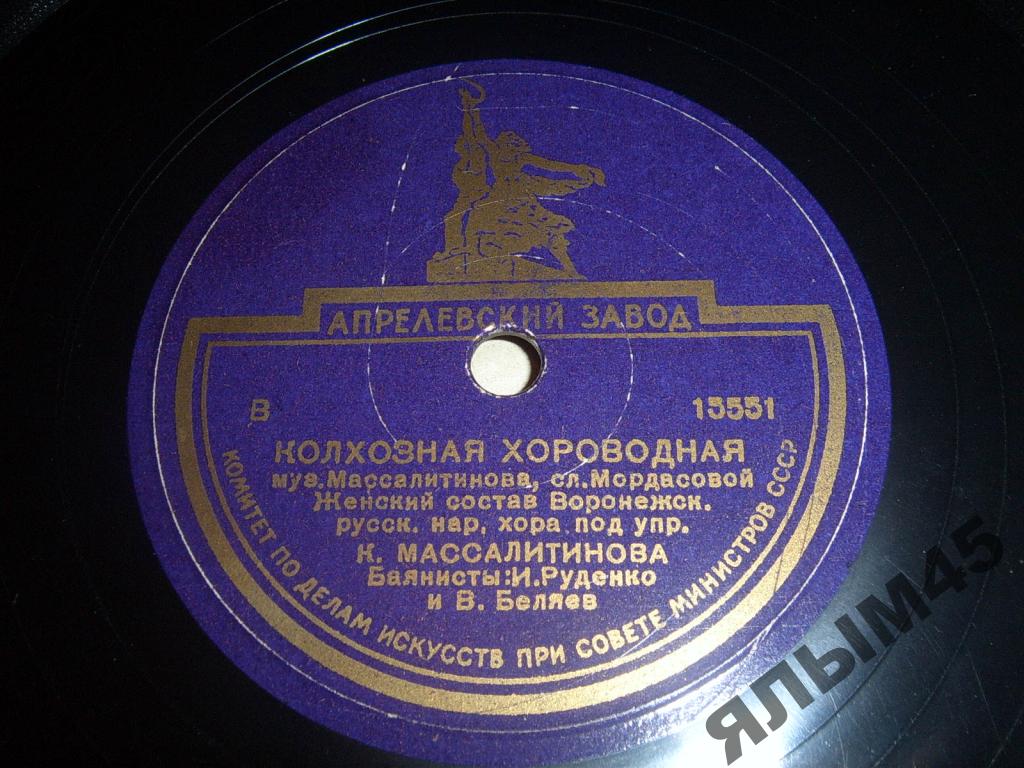 АПРЕЛЕВСКИЙ ЗАВОД
В 15551
КОЛХОЗНАЯ ХОРОВОДНАЯ
муз.Массалитинова, сл.Мордасовой
Женский состав Воронежск.
русск. нар, хора под упр.
К. МАССАЛИТИНОВА
Баянисты:И.Руденко
и В. Беляев
КОМИТЕТ ПО ДЕЛАМ ИСКУССТВ ПРИ СОВЕТЕ МИНИСТРОВ СССР
ЯЛЫМ45